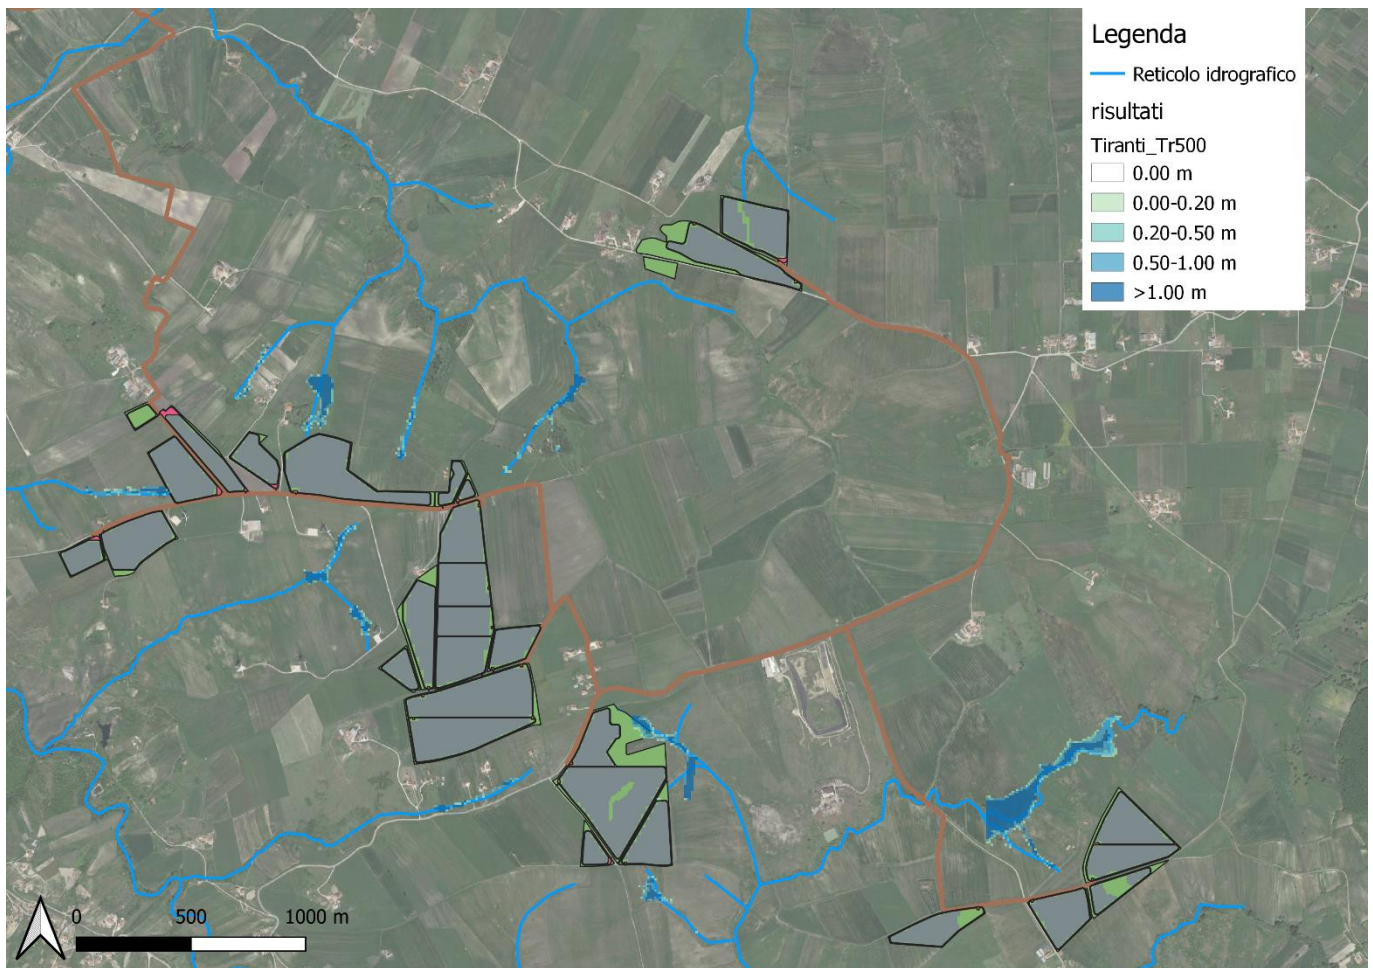 Legenda
Reticolo idrografico
risultati
Tiranti_Tr500
0.00 m
0.00-0.20 m
0.20-0.50 m
0.50-1.00 m
>1.00 m
0 500 1000 m